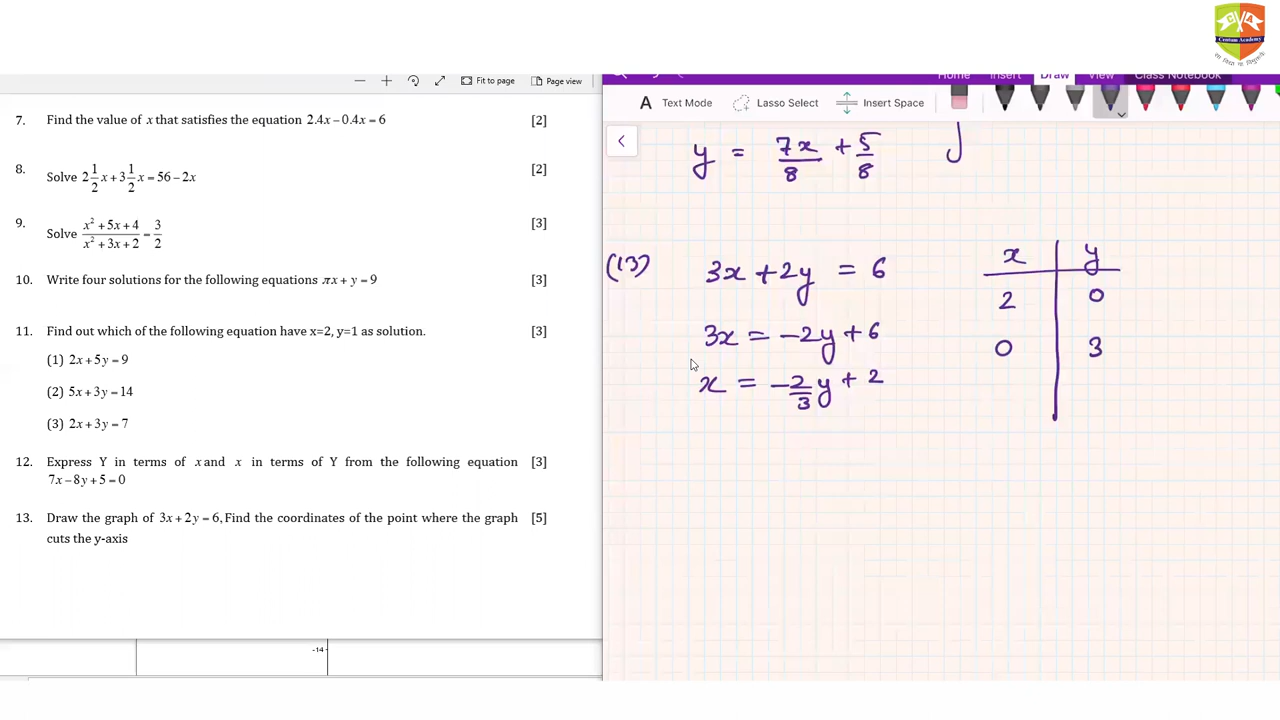 CVA
Centum Academy
Fit to page
Page view
7. Find the value of x that satisfies the equation 2.4x−0.4x=6 [2]
8. Solve 2 1/2 x+3 1/2 x=56−2x [2]
9. Solve (x²+5x+4)/(x²+3x+2)=3/2 [3]
10. Write four solutions for the following equations πx+y=9 [3]
11. Find out which of the following equation have x=2, y=1 as solution. [3]
(1) 2x+5y=9
(2) 5x+3y=14
(3) 2x+3y=7
12. Express Y in terms of x and x in terms of Y from the following equation [3]
7x−8y+5=0
13. Draw the graph of 3x+2y=6, Find the coordinates of the point where the graph [5]
cuts the y-axis
-14
Home Insert Draw View Class Notebook
A Text Mode Lasso Select Insert Space
y = 7x/8 + 5/8
(13) 3x+2y = 6
3x = -2y+6
x = -2/3 y + 2
x y
2 0
0 3